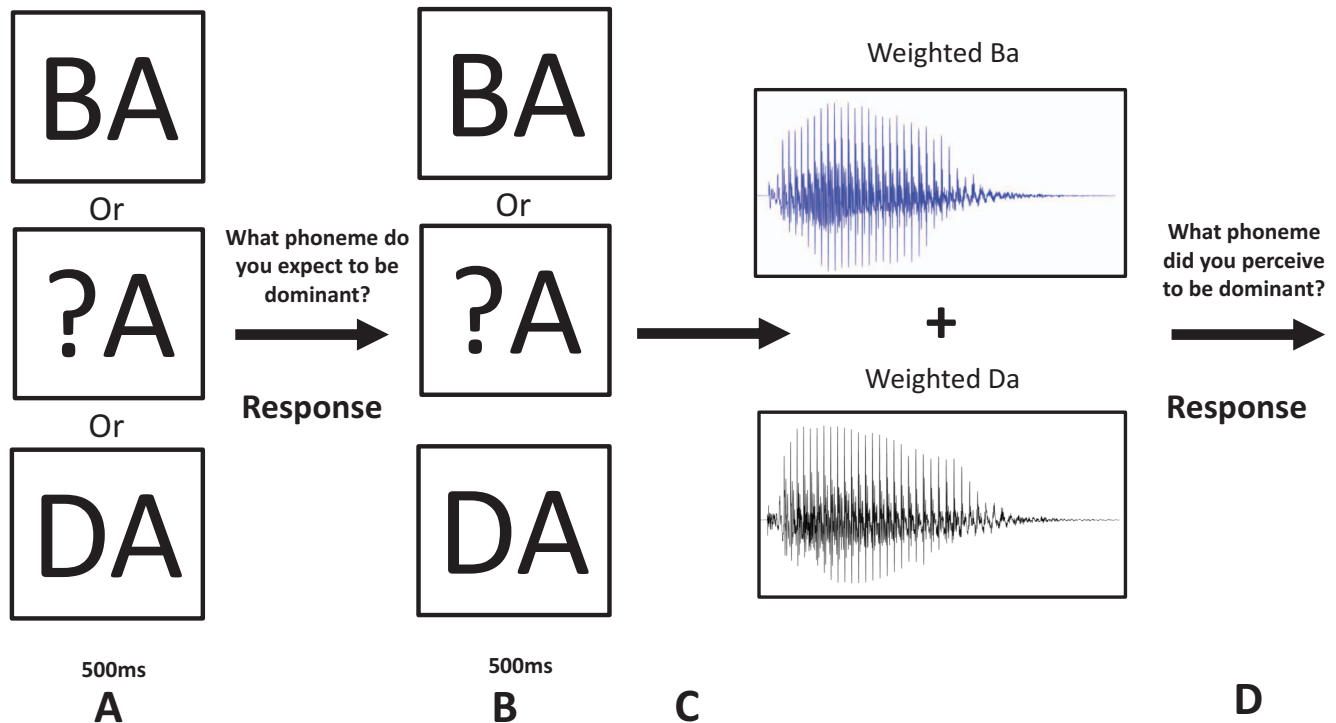 BA
Or
?A
Or
DA
500ms
A
What phoneme do
you expect to be
dominant?
Response
BA
Or
?A
DA
500ms
B
C
Weighted Ba
+
Weighted Da
What phoneme
did you perceive
to be dominant?
Response
D